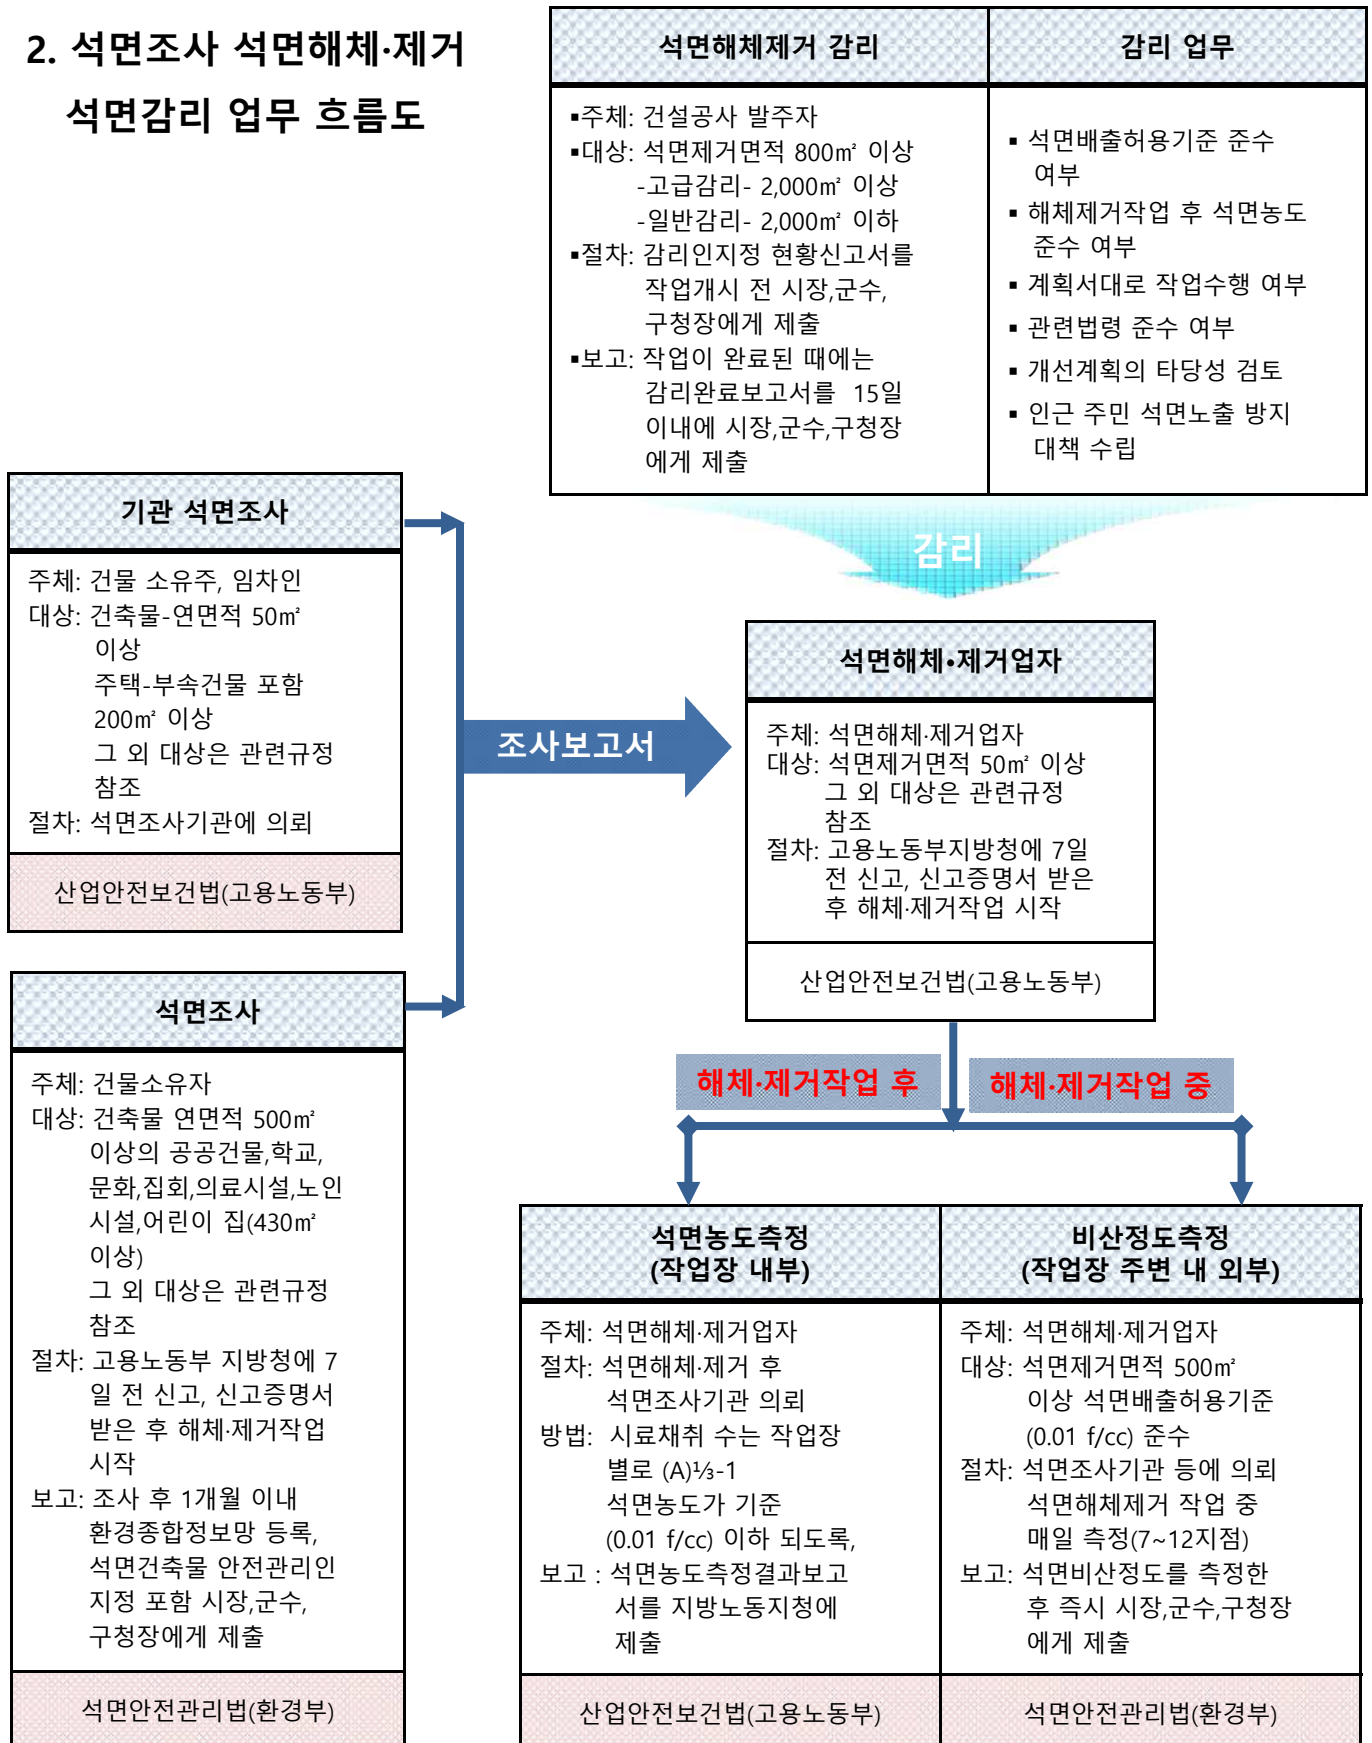 2. 석면조사 석면해체·제거
석면감리 업무 흐름도
석면해체제거 감리
▪주체: 건설공사 발주자
▪대상: 석면제거면적 800㎡ 이상
-고급감리- 2,000㎡ 이상
-일반감리- 2,000㎡ 이하
▪절차: 감리인지정 현황신고서를
작업개시 전 시장,군수,
구청장에게 제출
▪보고: 작업이 완료된 때에는
감리완료보고서를 15일
이내에 시장,군수,구청장
에게 제출
감리 업무
▪ 석면배출허용기준 준수
여부
▪ 해체제거작업 후 석면농도
준수 여부
▪ 계획서대로 작업수행 여부
▪ 관련법령 준수 여부
▪ 개선계획의 타당성 검토
▪ 인근 주민 석면노출 방지
대책 수립
감리
기관 석면조사
주체: 건물 소유주, 임차인
대상: 건축물-연면적 50㎡
이상
주택-부속건물 포함
200㎡ 이상
그 외 대상은 관련규정
참조
절차: 석면조사기관에 의뢰
산업안전보건법(고용노동부)
조사보고서
석면해체•제거업자
주체: 석면해체·제거업자
대상: 석면제거면적 50㎡ 이상
그 외 대상은 관련규정
참조
절차: 고용노동부지방청에 7일
전 신고, 신고증명서 받은
후 해체·제거작업 시작
산업안전보건법(고용노동부)
석면조사
주체: 건물소유자
대상: 건축물 연면적 500㎡
이상의 공공건물,학교,
문화,집회,의료시설,노인
시설,어린이 집(430㎡
이상)
그 외 대상은 관련규정
참조
절차: 고용노동부 지방청에 7
일 전 신고, 신고증명서
받은 후 해체·제거작업
시작
보고: 조사 후 1개월 이내
환경종합정보망 등록,
석면건축물 안전관리인
지정 포함 시장,군수,
구청장에게 제출
석면안전관리법(환경부)
해체·제거작업 후
해체·제거작업 중
석면농도측정
(작업장 내부)
주체: 석면해체·제거업자
절차: 석면해체·제거 후
석면조사기관 의뢰
방법: 시료채취 수는 작업장
별로 (A)⅓-1
석면농도가 기준
(0.01 f/cc) 이하 되도록,
보고 : 석면농도측정결과보고
서를 지방노동지청에
제출
산업안전보건법(고용노동부)
비산정도측정
(작업장 주변 내 외부)
주체: 석면해체·제거업자
대상: 석면제거면적 500㎡
이상 석면배출허용기준
(0.01 f/cc) 준수
절차: 석면조사기관 등에 의뢰
석면해체제거 작업 중
매일 측정(7~12지점)
보고: 석면비산정도를 측정한
후 즉시 시장,군수,구청장
에게 제출
석면안전관리법(환경부)